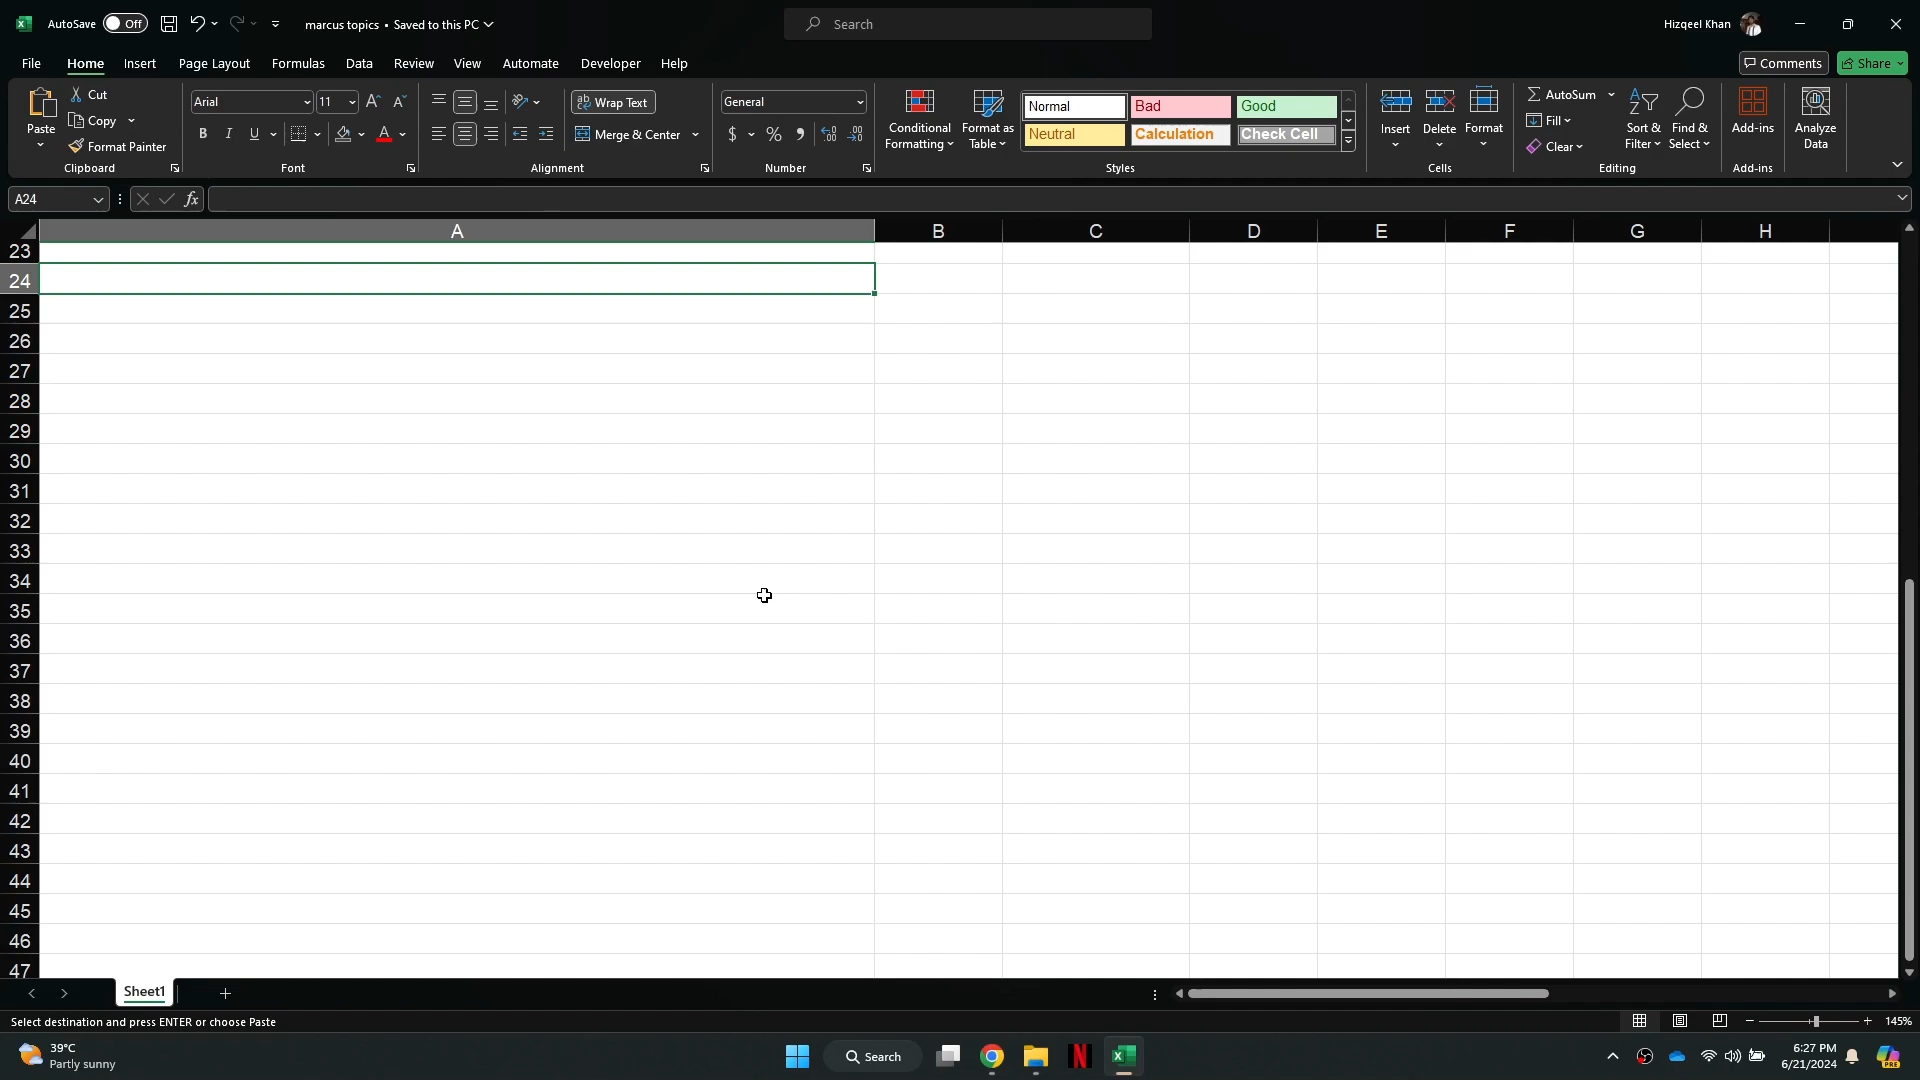 AutoSave Off marcus topics • Saved to this PC Search Hizqeel Khan
File Home Insert Page Layout Formulas Data Review View Automate Developer Help Comments Share
Paste Cut Copy Format Painter Clipboard
Arial 11 B I U A Font
ab Wrap Text Merge & Center Alignment
General $ % , Number
Conditional Formatting Format as Table
Normal Bad Good
Neutral Calculation Check Cell
Styles
Insert Delete Format Cells
AutoSum Fill Clear Sort & Filter Find & Select Editing
Add-ins Add-ins
Analyze Data
A24 fx
A B C D E F G H
23
24
25
26
27
28
29
30
31
32
33
34
35
36
37
38
39
40
41
42
43
44
45
46
47
Sheet1
Select destination and press ENTER or choose Paste 145%
39°C Search 6:27 PM
Partly sunny 6/21/2024
PRE